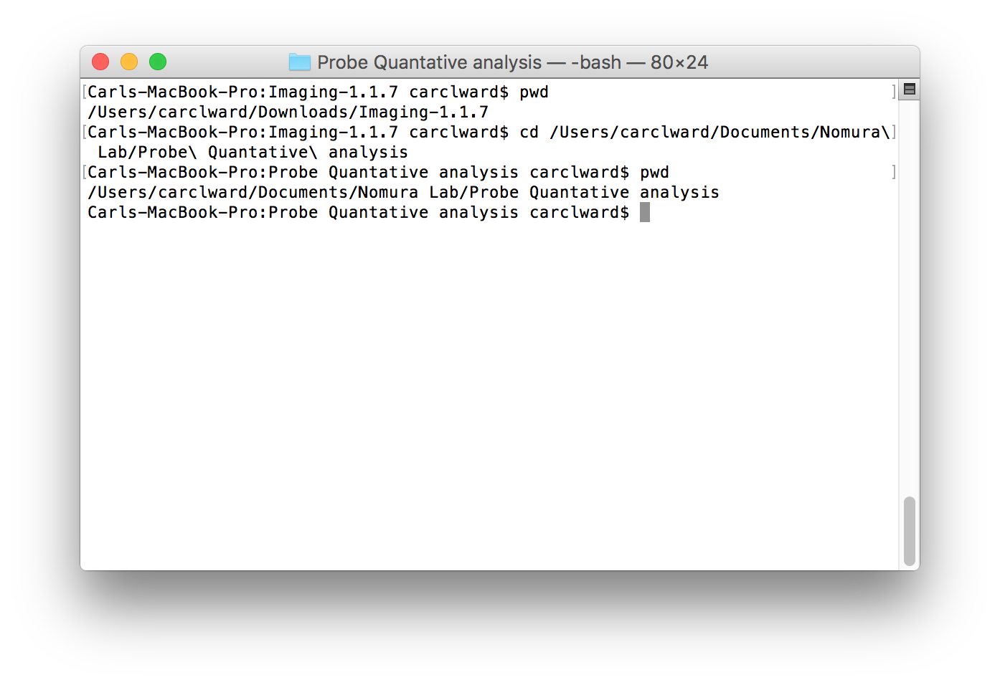 Probe Quantative analysis — -bash — 80×24
[Carls-MacBook-Pro:Imaging-1.1.7 carclward$ pwd ]
/Users/carclward/Downloads/Imaging-1.1.7
[Carls-MacBook-Pro:Imaging-1.1.7 carclward$ cd /Users/carclward/Documents/Nomura\]
 Lab/Probe\ Quantative\ analysis
[Carls-MacBook-Pro:Probe Quantative analysis carclward$ pwd ]
/Users/carclward/Documents/Nomura Lab/Probe Quantative analysis
Carls-MacBook-Pro:Probe Quantative analysis carclward$